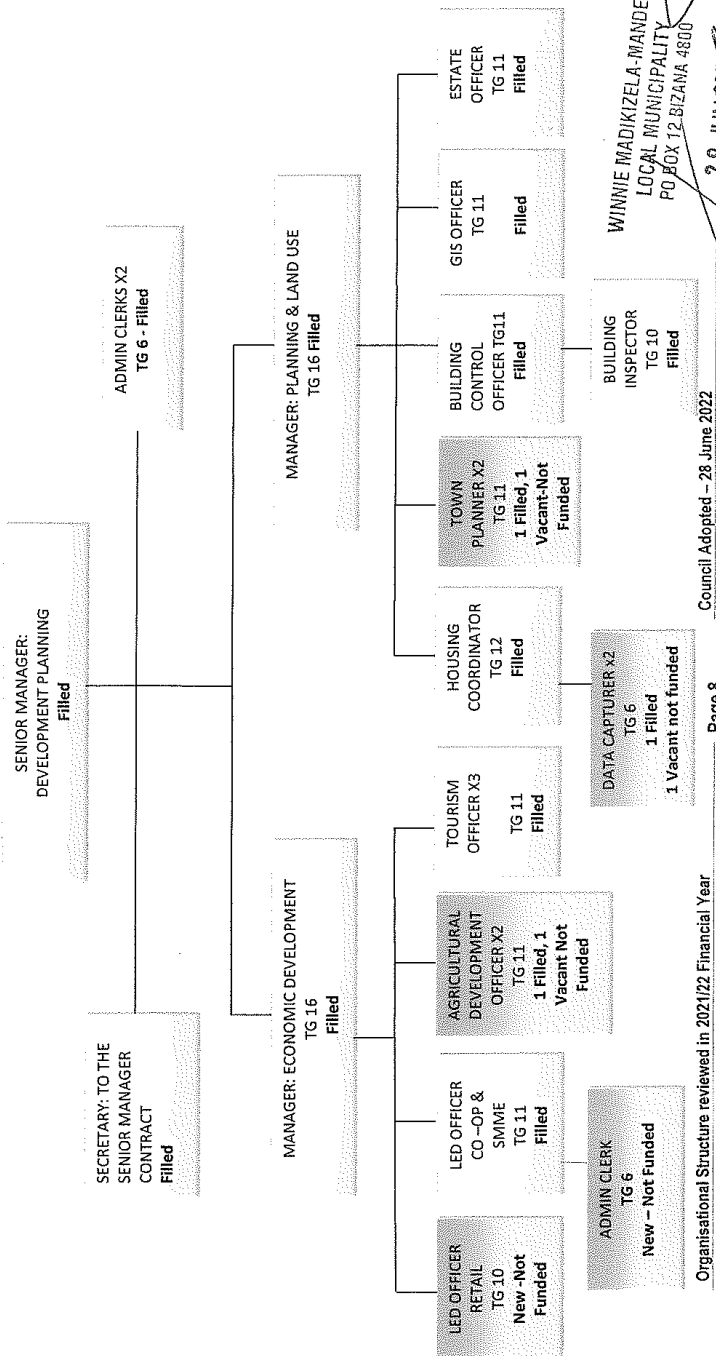 SENIOR MANAGER:
DEVELOPMENT PLANNING
Filled
SECRETARY: TO THE
SENIOR MANAGER
CONTRACT
Filled
ADMIN CLERKS X2
TG 6 - Filled
MANAGER: ECONOMIC DEVELOPMENT
TG 16
Filled
MANAGER: PLANNING & LAND USE
TG 16 Filled
LED OFFICER
RETAIL
TG 10
New -Not
Funded
LED OFFICER
CO -OP &
SMME
TG 11
Filled
AGRICULTURAL
DEVELOPMENT
OFFICER X2
TG 11
1 Filled, 1
Vacant Not
Funded
TOURISM
OFFICER X3
TG 11
Filled
HOUSING
COORDINATOR
TG 12
Filled
TOWN
PLANNER X2
TG 11
1 Filled, 1
Vacant-Not
Funded
BUILDING
CONTROL
OFFICER TG11
Filled
GIS OFFICER
TG 11
Filled
ESTATE
OFFICER
TG 11
Filled
ADMIN CLERK
TG 6
New – Not Funded
DATA CAPTURER x2
TG 6
1 Filled
1 Vacant not funded
BUILDING
INSPECTOR
TG 10
Filled
WINNIE MADIKIZELA-MANDE
LOCAL MUNICIPALITY
PO BOX 12 BIZANA 4800
Organisational Structure reviewed in 2021/22 Financial Year
Page 8
Council Adopted – 28 June 2022